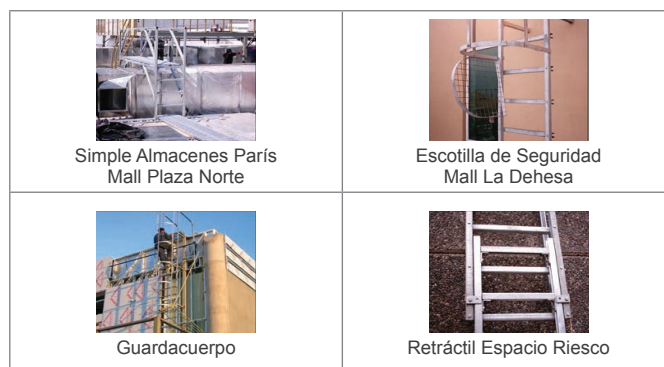 Simple Almacenes París
Mall Plaza Norte
Escotilla de Seguridad
Mall La Dehesa
Guardacuerpo
Retráctil Espacio Riesco